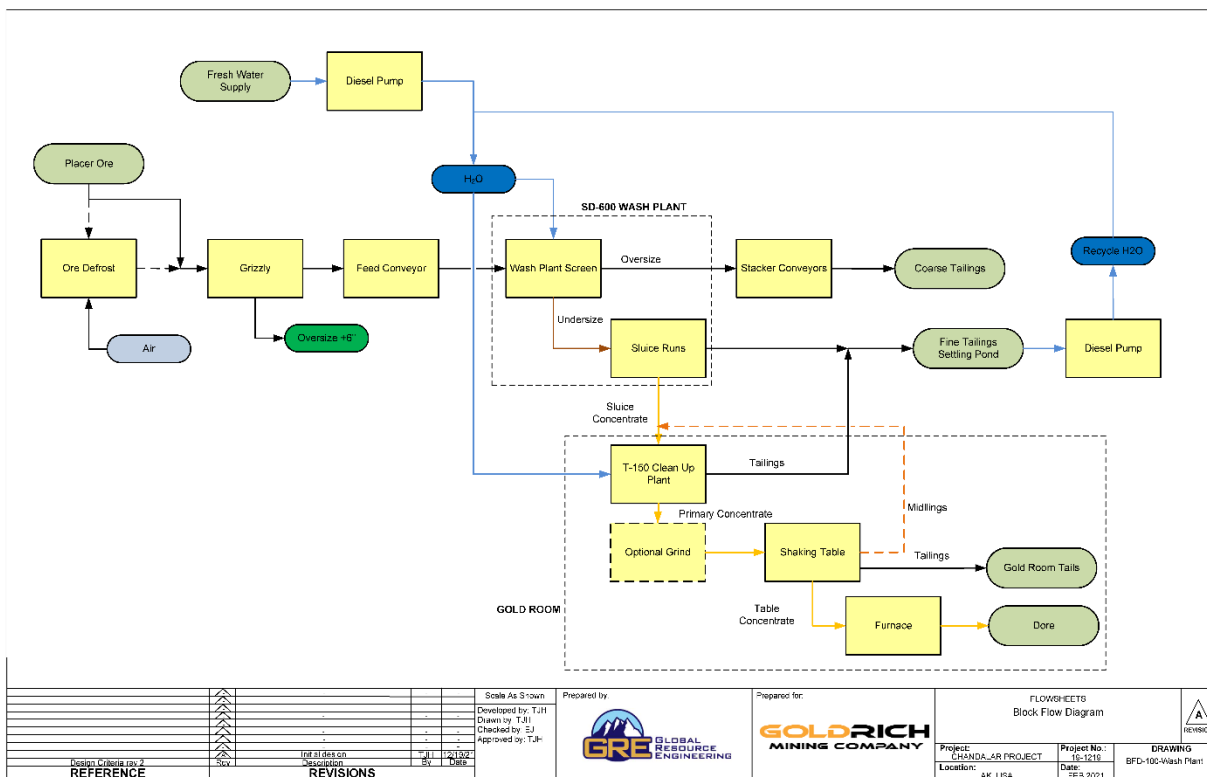 Fresh Water
Supply
Diesel Pump
Placer Ore
H₂O
SD-600 WASH PLANT
Ore Defrost
Grizzly
Feed Conveyor
Wash Plant Screen
Oversize
Stacker Conveyors
Coarse Tailings
Recycle H2O
Air
Oversize +6"
Undersize
Sluice Runs
Fine Tailings
Settling Pond
Diesel Pump
Sluice
Concentrate
T-150 Clean Up
Plant
Tailings
Primary Concentrate
Midllings
Optional Grind
Shaking Table
Tailings
Gold Room Tails
GOLD ROOM
Table
Concentrate
Furnace
Dore
Scale As Shown
Developed by: TJH
Drawn by: TJH
Checked by: EJ
Approved by: TJH
Initial design
TJH
Design Criteria rev 2
Rev
Description
By
Date
REFERENCE
REVISIONS
Prepared by:
GRE
GLOBAL
RESOURCE
ENGINEERING
Prepared for:
GOLDRICH
MINING COMPANY
FLOWSHEETS
Block Flow Diagram
A
REVISION
Project:
CHANDALAR PROJECT
Project No.:
19-1219
DRAWING
BFD-100-Wash Plant
Location:
AK, USA
Date:
FEB 2021